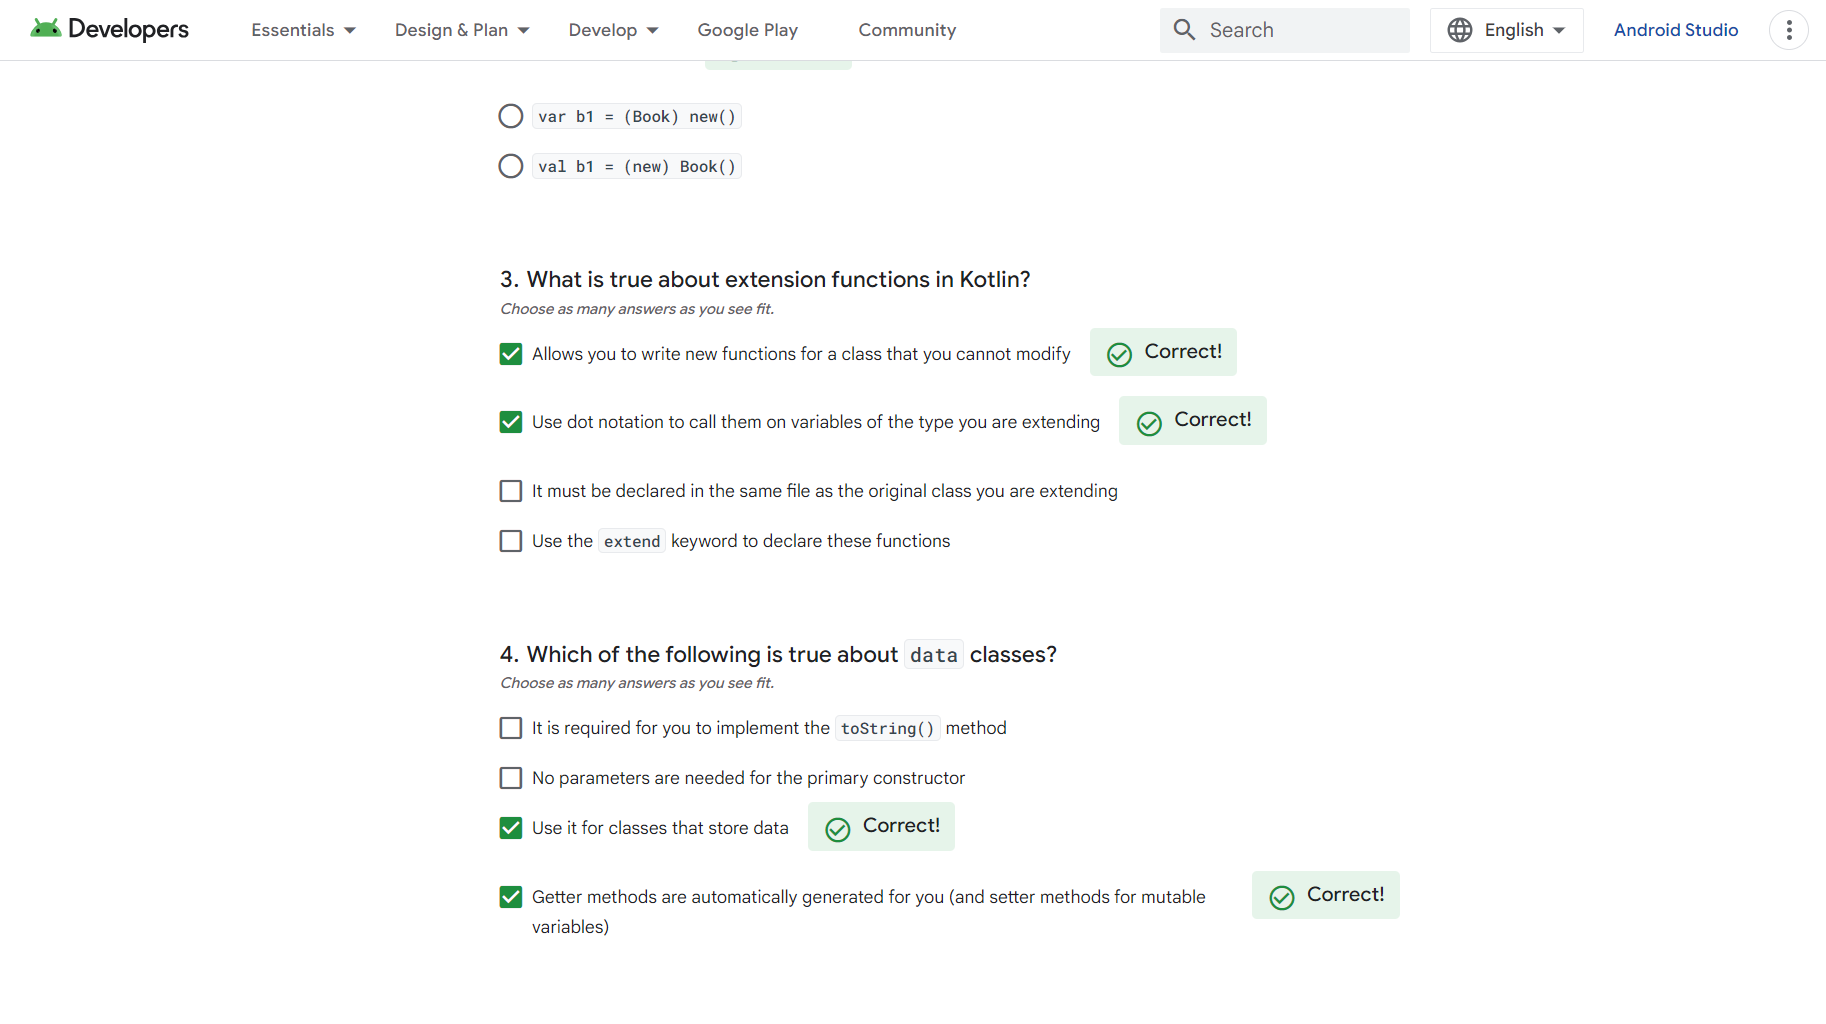 Developers
Essentials
Design & Plan
Develop
Google Play
Community
Search
English
Android Studio
var b1 = (Book) new()
val b1 = (new) Book()
3. What is true about extension functions in Kotlin?
Choose as many answers as you see fit.
Allows you to write new functions for a class that you cannot modify
Correct!
Use dot notation to call them on variables of the type you are extending
Correct!
It must be declared in the same file as the original class you are extending
Use the extend keyword to declare these functions
4. Which of the following is true about data classes?
Choose as many answers as you see fit.
It is required for you to implement the toString() method
No parameters are needed for the primary constructor
Use it for classes that store data
Correct!
Getter methods are automatically generated for you (and setter methods for mutable
variables)
Correct!